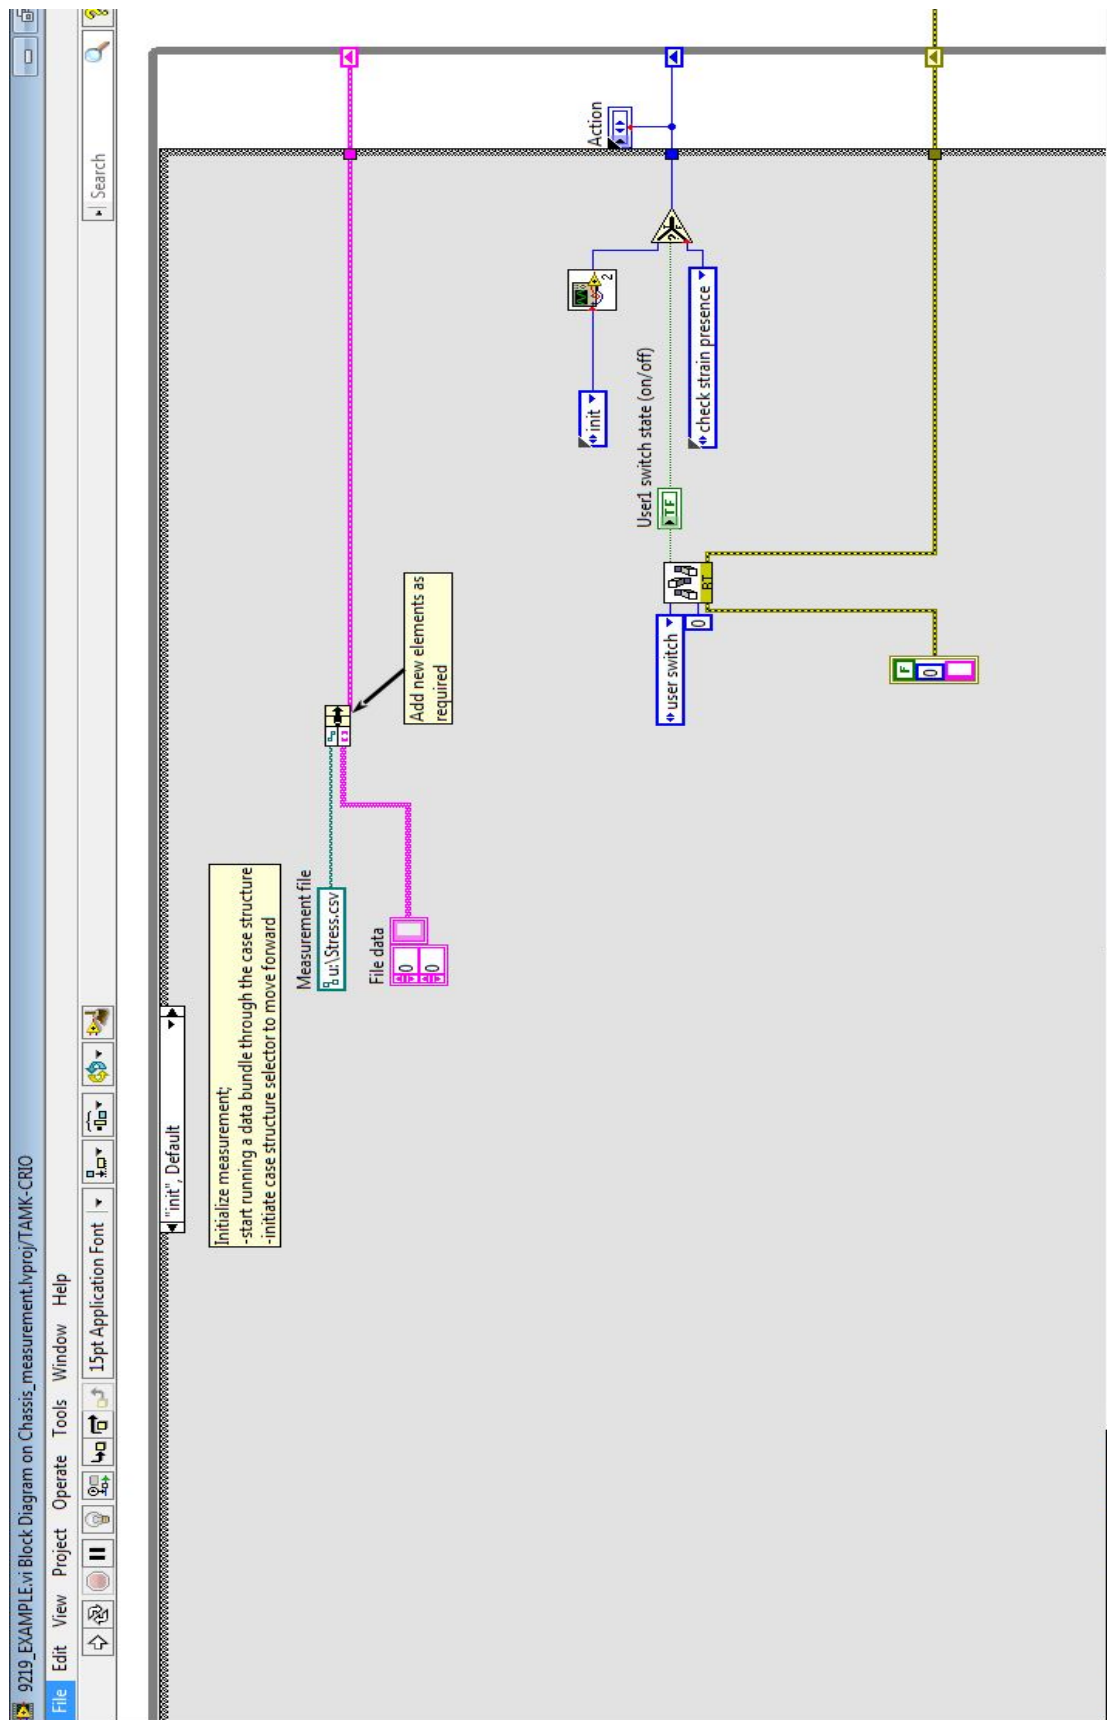 9219_EXAMPLE.vi Block Diagram on Chassis_measurement.lvproj/TAMK-CRIO
File Edit View Project Operate Tools Window Help
15pt Application Font
Search
?
"init", Default
Initialize measurement;
-start running a data bundle through the case structure
-initiate case structure selector to move forward
Measurement file
u:\Stress.csv
File data
0
0
Add new elements as
required
Action
init
2
User1 switch state (on/off)
TF
?
T
F
user switch
0
RT
check strain presence
F
0